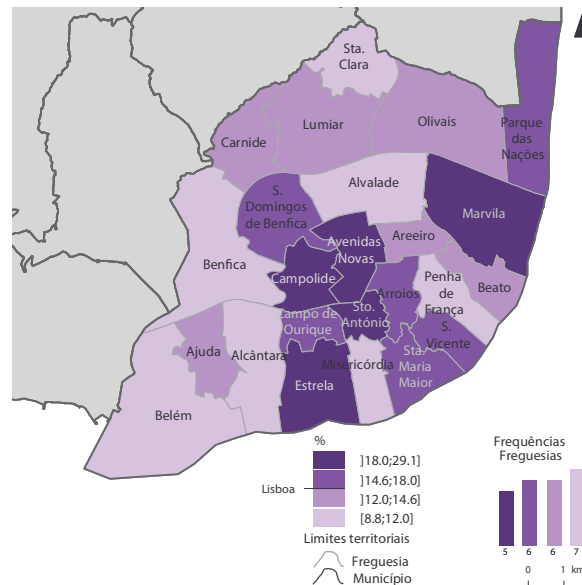 Sta.
Clara
Carnide
Lumiar
Olivais
Parque
das
Nações
S.
Domingos
de Benfica
Alvalade
Marvila
Avenidas
Novas
Areeiro
Benfica
Campolide
Arroios
Penha
de
França
Beato
Campo de
Ourique
Sto.
António
S.
Vicente
Ajuda
Alcântara
Estrela
Misericórdia
Sta.
Maria
Maior
Belém
%
]18.0;29.1]
]14.6;18.0]
Lisboa
]12.0;14.6]
[8.8;12.0]
Limites territoriais
Freguesia
Município
Frequências
Freguesias
5 6 6 7
0 1 km